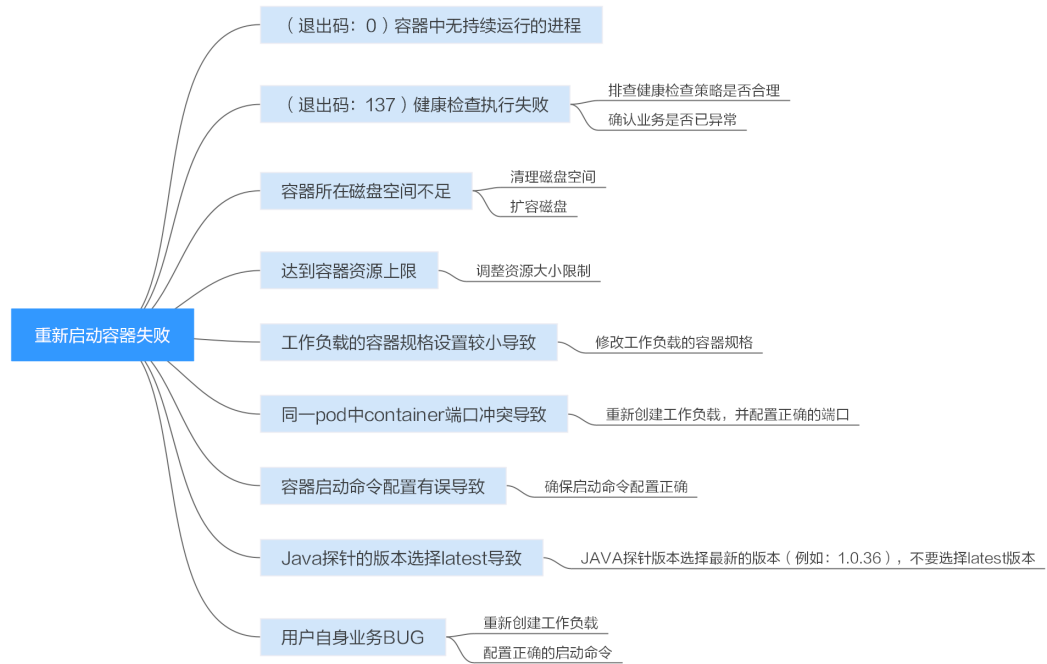 重新启动容器失败
（退出码：0）容器中无持续运行的进程
（退出码：137）健康检查执行失败
排查健康检查策略是否合理
确认业务是否已异常
容器所在磁盘空间不足
清理磁盘空间
扩容磁盘
达到容器资源上限
调整资源大小限制
工作负载的容器规格设置较小导致
修改工作负载的容器规格
同一pod中container端口冲突导致
重新创建工作负载，并配置正确的端口
容器启动命令配置有误导致
确保启动命令配置正确
Java探针的版本选择latest导致
JAVA探针版本选择最新的版本（例如：1.0.36），不要选择latest版本
用户自身业务BUG
重新创建工作负载
配置正确的启动命令